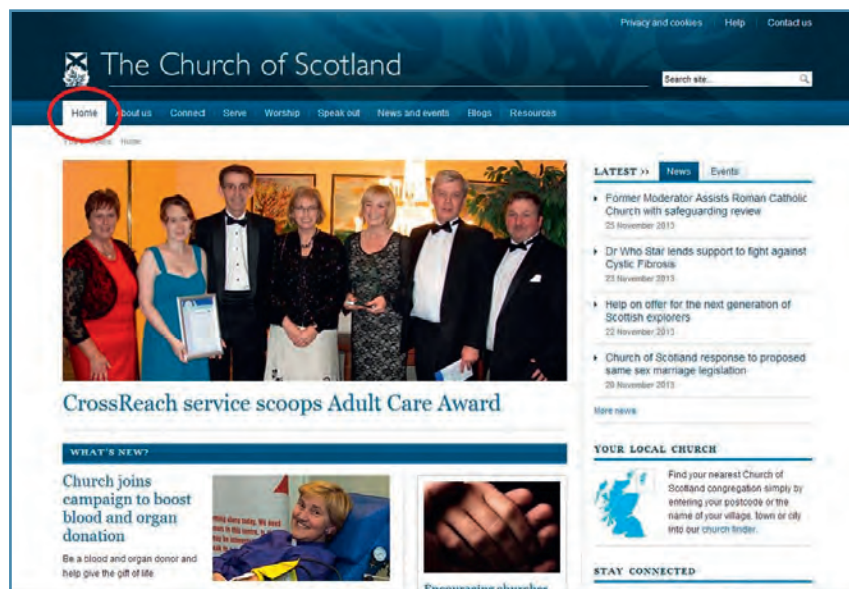 Privacy and cookies Help Contact us
The Church of Scotland
Search site...
Home About us Connect Serve Worship Speak out News and events Blogs Resources
Home
LATEST >> News Events
Former Moderator Assists Roman Catholic
Church with safeguarding review
25 November 2013
Dr Who Star lends support to fight against
Cystic Fibrosis
23 November 2013
Help on offer for the next generation of
Scottish explorers
22 November 2013
Church of Scotland response to proposed
same sex marriage legislation
20 November 2013
More news
CrossReach service scoops Adult Care Award
WHAT'S NEW?
Church joins
campaign to boost
blood and organ
donation
Be a blood and organ donor and
help give the gift of life
Encouraging churches
YOUR LOCAL CHURCH
Find your nearest Church of
Scotland congregation simply by
entering your postcode or the
name of your village, town or city
into our church finder.
STAY CONNECTED